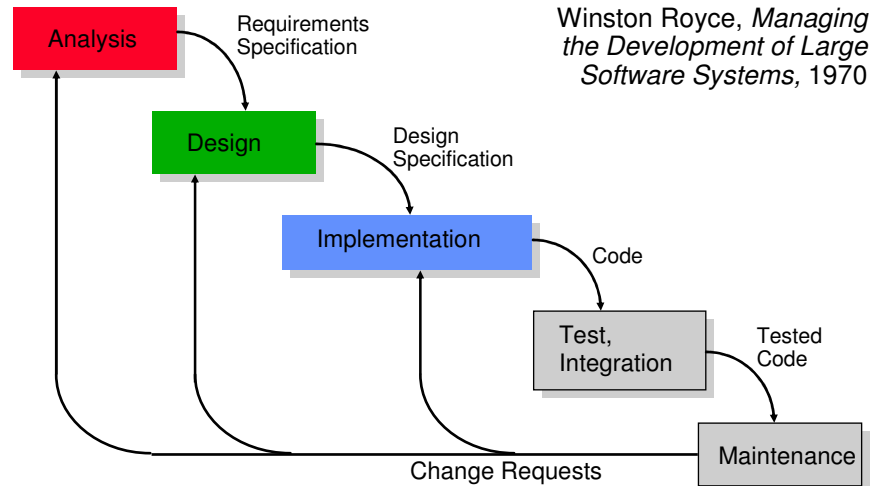 Analysis
Requirements
Specification
Winston Royce, Managing
the Development of Large
Software Systems, 1970
Design
Design
Specification
Implementation
Code
Test,
Integration
Tested
Code
Maintenance
Change Requests